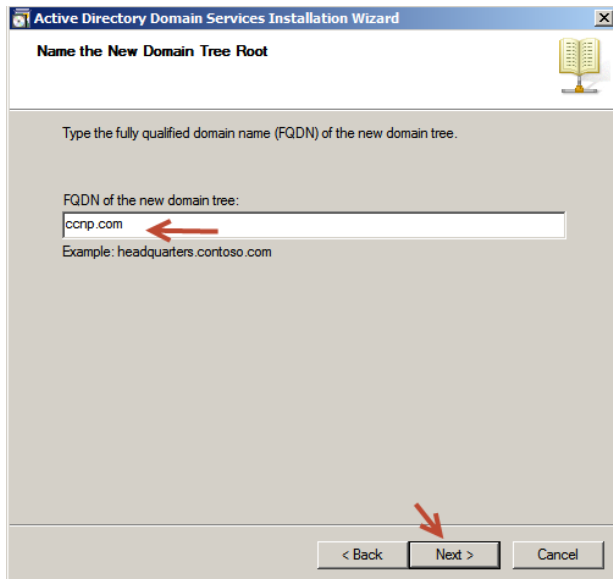 Active Directory Domain Services Installation Wizard
Name the New Domain Tree Root
Type the fully qualified domain name (FQDN) of the new domain tree.
FQDN of the new domain tree:
ccnp.com
Example: headquarters.contoso.com
< Back Next > Cancel